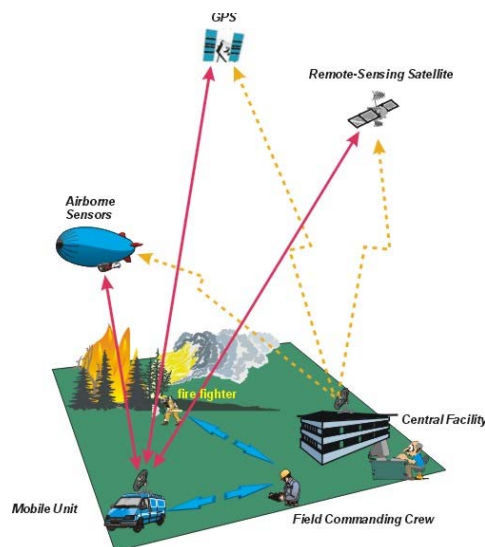 GPS
Remote-Sensing Satellite
Airborne
Sensors
fire fighter
Central Facility
Mobile Unit
Field Commanding Crew